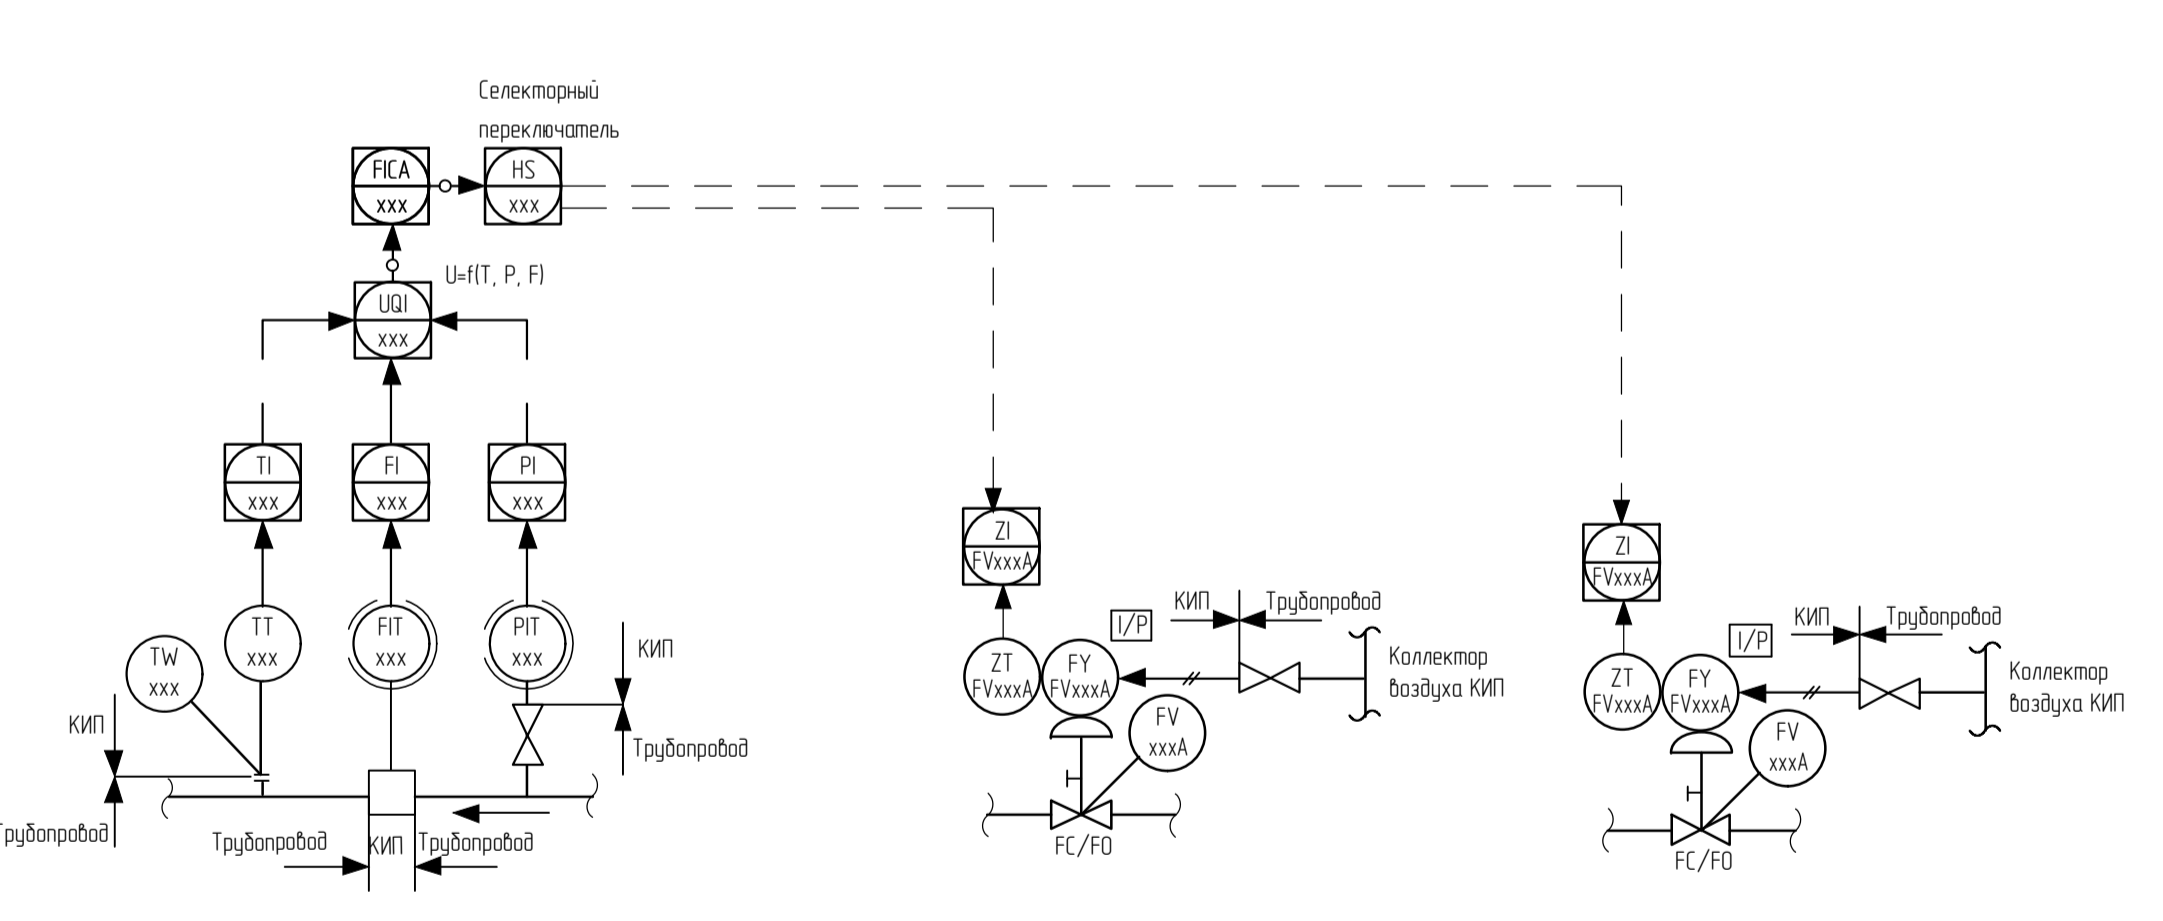 Селекторный
переключатель
FICA
xxx
HS
xxx
U=f(T, P, F)
UQI
xxx
TI
xxx
FI
xxx
PI
xxx
TW
xxx
TT
xxx
FIT
xxx
PIT
xxx
КИП
Трубопровод
КИП
Трубопровод
Трубопровод
КИП
Трубопровод
ZI
FVxxxA
I/P
КИП
Трубопровод
ZT
FVxxxA
FY
FVxxxA
Коллектор
воздуха КИП
FV
xxxA
FC/FO
ZI
FVxxxA
I/P
КИП
Трубопровод
ZT
FVxxxA
FY
FVxxxA
Коллектор
воздуха КИП
FV
xxxA
FC/FO